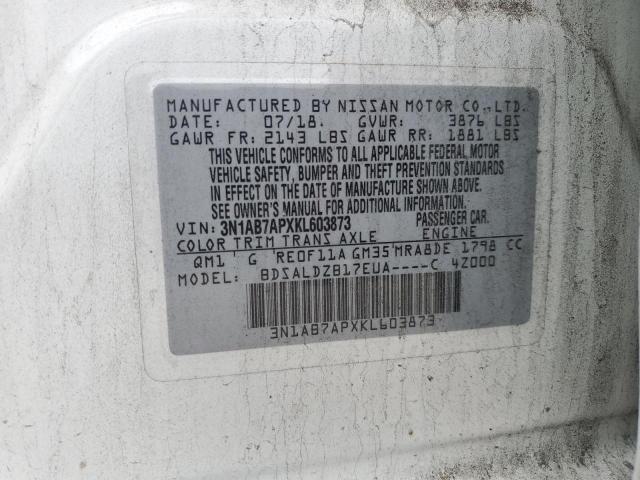 MANUFACTURED BY NISSAN MOTOR CO.,LTD.
DATE: 07/18. GVWR: 3876 LBS
GAWR FR: 2143 LBS GAWR RR: 1881 LBS
THIS VEHICLE CONFORMS TO ALL APPLICABLE FEDERAL MOTOR
VEHICLE SAFETY, BUMPER AND THEFT PREVENTION STANDARDS
IN EFFECT ON THE DATE OF MANUFACTURE SHOWN ABOVE.
SEE OWNER'S MANUAL FOR ADDITIONAL INFORMATION.
VIN: 3N1AB7APXKL603873 PASSENGER CAR.
COLOR TRIM TRANS AXLE ENGINE
QM1 G RE0F11A GM35 MRA8DE 1798 CC
MODEL: BDSALDZB17EUA----C 4Z000
3N1AB7APXKL603873